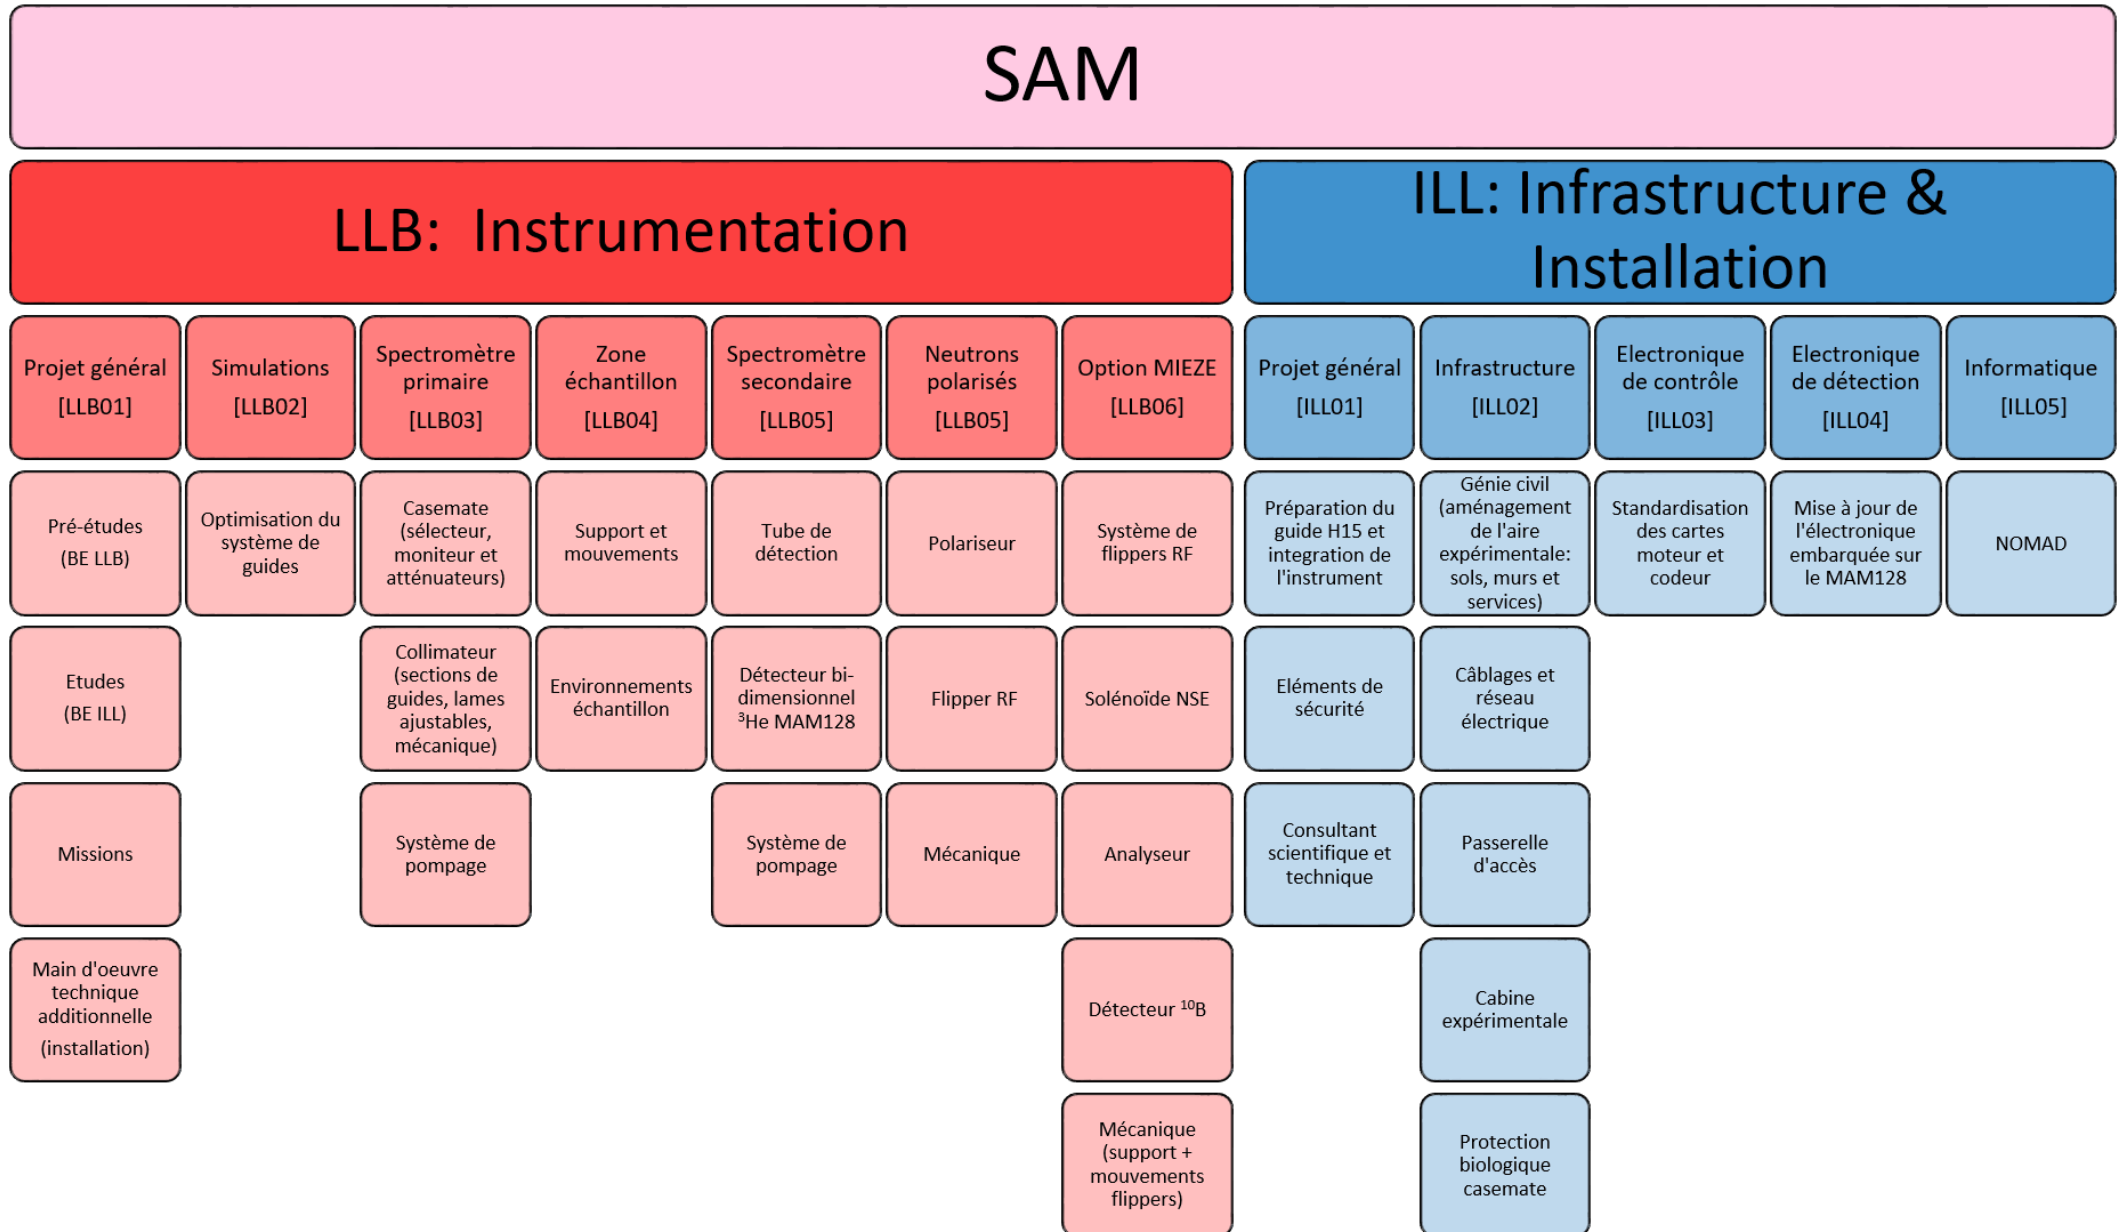 SAM
LLB:  Instrumentation
ILL: Infrastructure &
Installation
Projet général
[LLB01]
Simulations
[LLB02]
Spectromètre
primaire
[LLB03]
Zone
échantillon
[LLB04]
Spectromètre
secondaire
[LLB05]
Neutrons
polarisés
[LLB05]
Option MIEZE
[LLB06]
Projet général
[ILL01]
Infrastructure
[ILL02]
Electronique
de contrôle
[ILL03]
Electronique
de détection
[ILL04]
Informatique
[ILL05]
Pré-études
(BE LLB)
Optimisation du
système de
guides
Casemate
(sélecteur,
moniteur et
atténuateurs)
Support et
mouvements
Tube de
détection
Polariseur
Système de
flippers RF
Préparation du
guide H15 et
integration de
l'instrument
Génie civil
(aménagement
de l'aire
expérimentale:
sols, murs et
services)
Standardisation
des cartes
moteur et
codeur
Mise à jour de
l'électronique
embarquée sur
le MAM128
NOMAD
Etudes
(BE ILL)
Collimateur
(sections de
guides, lames
ajustables,
mécanique)
Environnements
échantillon
Détecteur bi-
dimensionnel
³He MAM128
Flipper RF
Solénoïde NSE
Eléments de
sécurité
Câblages et
réseau
électrique
Missions
Système de
pompage
Système de
pompage
Mécanique
Analyseur
Consultant
scientifique et
technique
Passerelle
d'accès
Main d'oeuvre
technique
additionnelle
(installation)
Détecteur ¹⁰B
Cabine
expérimentale
Mécanique
(support +
mouvements
flippers)
Protection
biologique
casemate